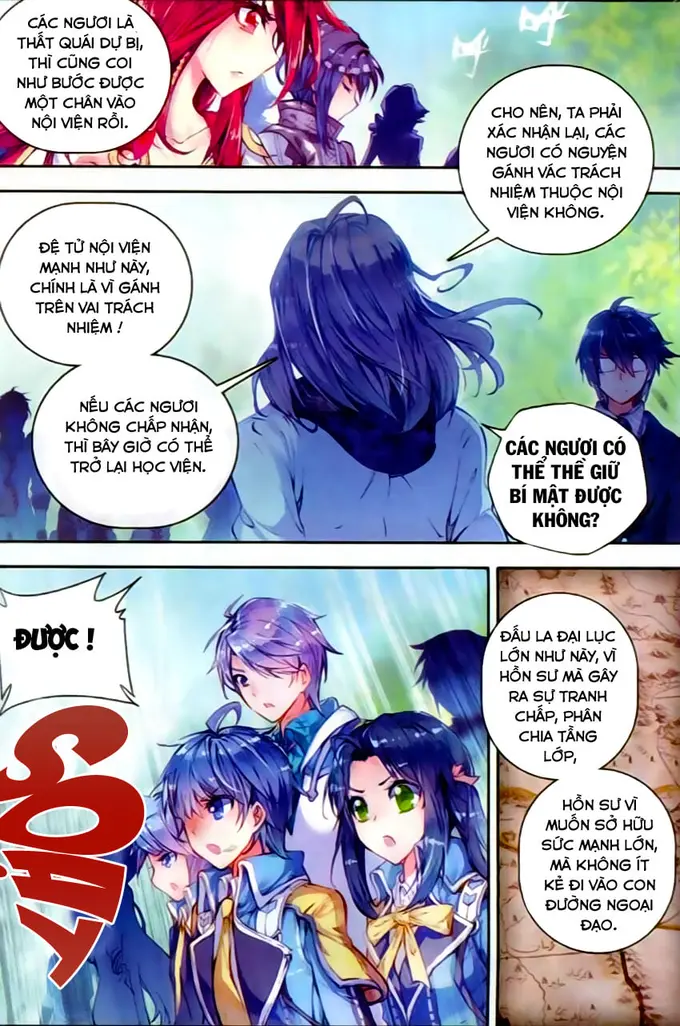 CÁC NGƯƠI LÀ
THẤT QUÁI DỰ BỊ,
THÌ CŨNG COI
NHƯ BƯỚC ĐƯỢC
MỘT CHÂN VÀO
NỘI VIỆN RỒI.
呼 呼
CHO NÊN, TA PHẢI
XÁC NHẬN LẠI, CÁC
NGƯƠI CÓ NGUYỆN
GÁNH VÁC TRÁCH
NHIỆM THUỘC NỘI
VIỆN KHÔNG.
ĐỆ TỬ NỘI VIỆN
MẠNH NHƯ NÀY,
CHÍNH LÀ VÌ GÁNH
TRÊN VAI TRÁCH
NHIỆM !
NẾU CÁC NGƯƠI
KHÔNG CHẤP NHẬN,
THÌ BÂY GIỜ CÓ THỂ
TRỞ LẠI HỌC VIỆN.
CÁC NGƯƠI CÓ
THỂ THỀ GIỮ
BÍ MẬT ĐƯỢC
KHÔNG?
ĐƯỢC !
THỐT
ĐẤU LA ĐẠI LỤC
LỚN NHƯ NÀY, VÌ
HỒN SƯ MÀ GÂY
RA SỰ TRANH
CHẤP, PHÂN
CHIA TẦNG
LỚP,
HỒN SƯ VÌ
MUỐN SỞ HỮU
SỨC MẠNH LỚN,
MÀ KHÔNG ÍT
KẺ ĐI VÀO CON
ĐƯỜNG NGOẠI
ĐẠO.